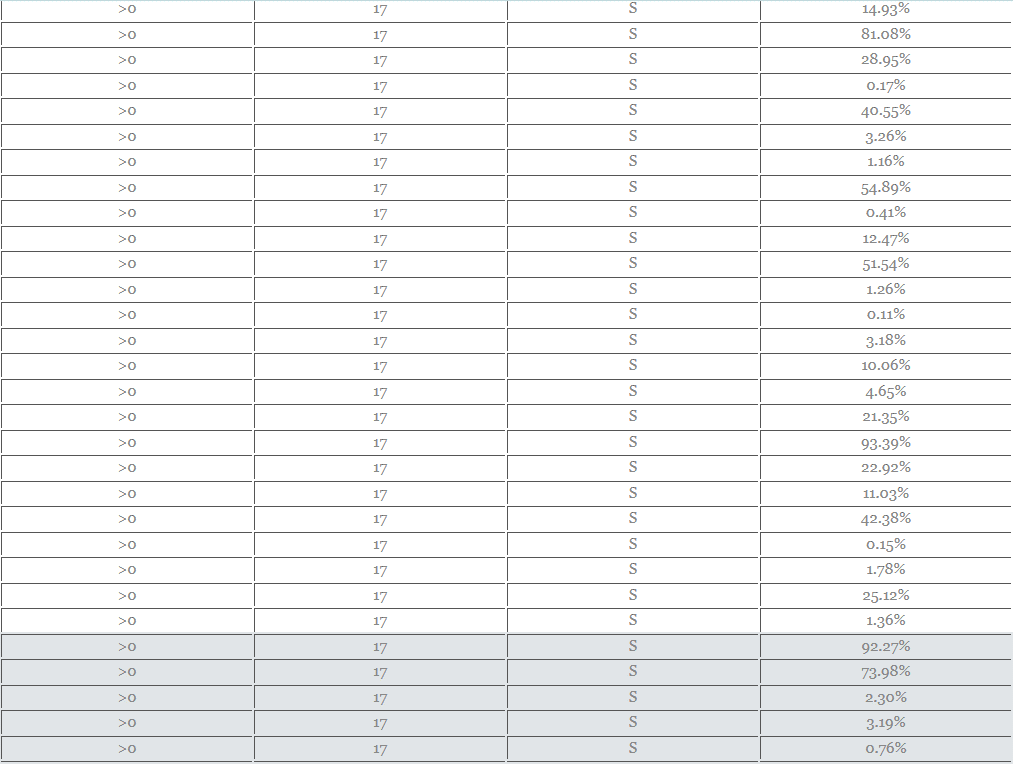 >0 17 S 14.93%
>0 17 S 81.08%
>0 17 S 28.95%
>0 17 S 0.17%
>0 17 S 40.55%
>0 17 S 3.26%
>0 17 S 1.16%
>0 17 S 54.89%
>0 17 S 0.41%
>0 17 S 12.47%
>0 17 S 51.54%
>0 17 S 1.26%
>0 17 S 0.11%
>0 17 S 3.18%
>0 17 S 10.06%
>0 17 S 4.65%
>0 17 S 21.35%
>0 17 S 93.39%
>0 17 S 22.92%
>0 17 S 11.03%
>0 17 S 42.38%
>0 17 S 0.15%
>0 17 S 1.78%
>0 17 S 25.12%
>0 17 S 1.36%
>0 17 S 92.27%
>0 17 S 73.98%
>0 17 S 2.30%
>0 17 S 3.19%
>0 17 S 0.76%